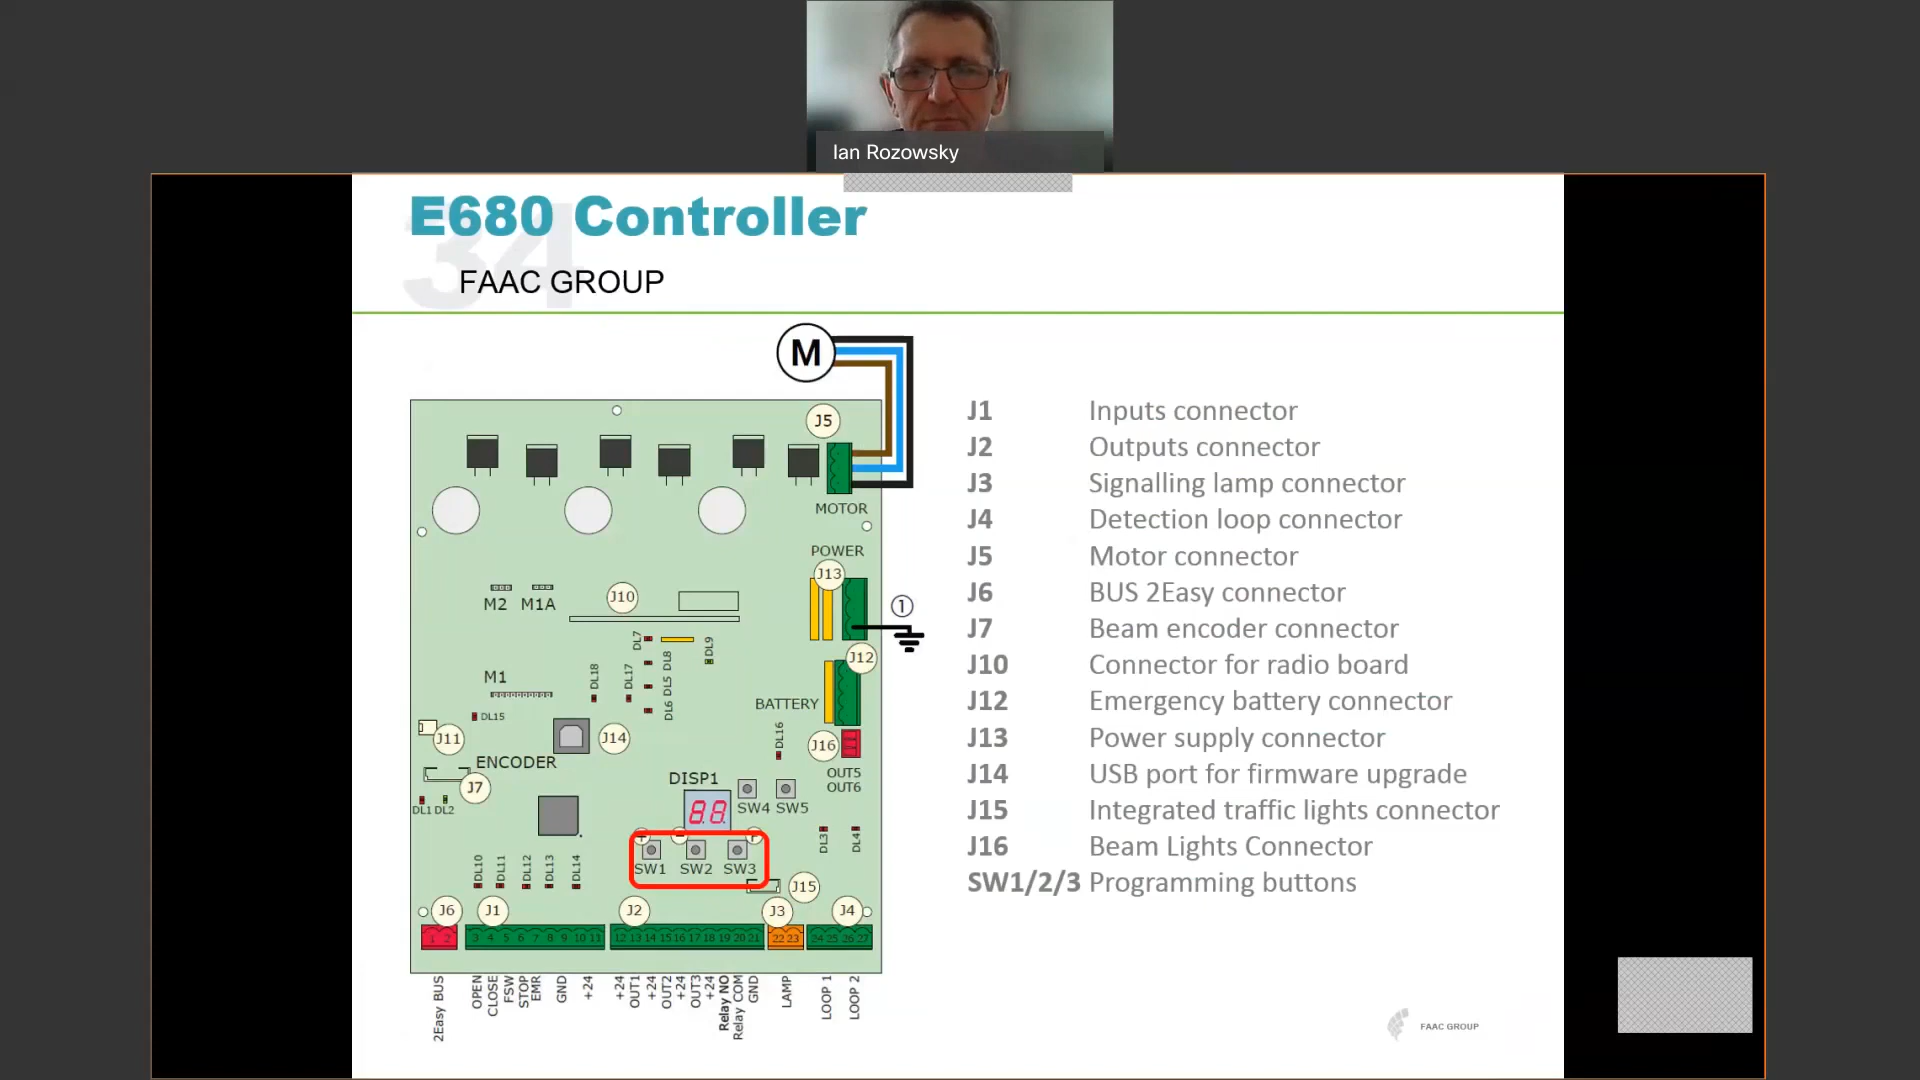 Ian Rozowsky
E680 Controller
34
FAAC GROUP
M
J5
MOTOR
POWER
J13
J10
M2 M1A
①
J12
DL7
DL8
DL9
DL18
DL17
DL5
DL6
M1
DL15
BATTERY
J11
J14
DL16
J16
ENCODER
OUT5
OUT6
J7
DISP1
DL1 DL2
88
SW4 SW5
+ - F
SW1 SW2 SW3
DL3
DL4
DL10
DL11
DL12
DL13
DL14
J15
J6 J1 J2 J3 J4
1 2 3 4 5 6 7 8 9 10 11 12 13 14 15 16 17 18 19 20 21 22 23 24 25 26 27
2Easy BUS
OPEN
CLOSE
FSW
STOP
EMR
GND
+24
+24
OUT1
+24
OUT2
+24
OUT3
+24
Relay NO
Relay COM
GND
LAMP
LOOP 1
LOOP 2
J1 Inputs connector
J2 Outputs connector
J3 Signalling lamp connector
J4 Detection loop connector
J5 Motor connector
J6 BUS 2Easy connector
J7 Beam encoder connector
J10 Connector for radio board
J12 Emergency battery connector
J13 Power supply connector
J14 USB port for firmware upgrade
J15 Integrated traffic lights connector
J16 Beam Lights Connector
SW1/2/3 Programming buttons
FAAC GROUP